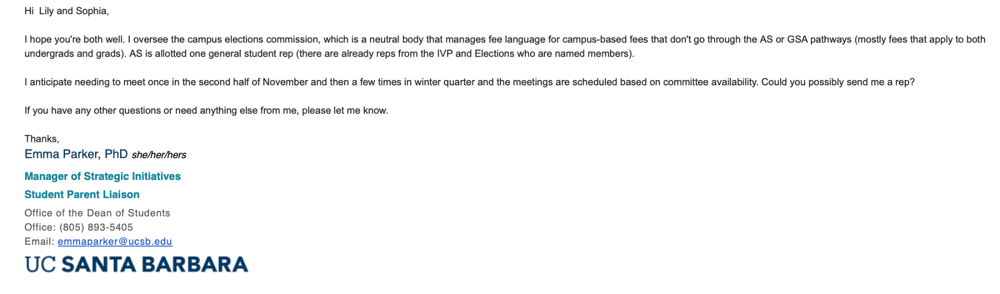 Hi  Lily and Sophia,
I hope you're both well. I oversee the campus elections commission, which is a neutral body that manages fee language for campus-based fees that don't go through the AS or GSA pathways (mostly fees that apply to both
undergrads and grads). AS is allotted one general student rep (there are already reps from the IVP and Elections who are named members).
I anticipate needing to meet once in the second half of November and then a few times in winter quarter and the meetings are scheduled based on committee availability. Could you possibly send me a rep?
If you have any other questions or need anything else from me, please let me know.
Thanks,
Emma Parker, PhD she/her/hers
Manager of Strategic Initiatives
Student Parent Liaison
Office of the Dean of Students
Office: (805) 893-5405
Email: emmaparker@ucsb.edu
UC SANTA BARBARA